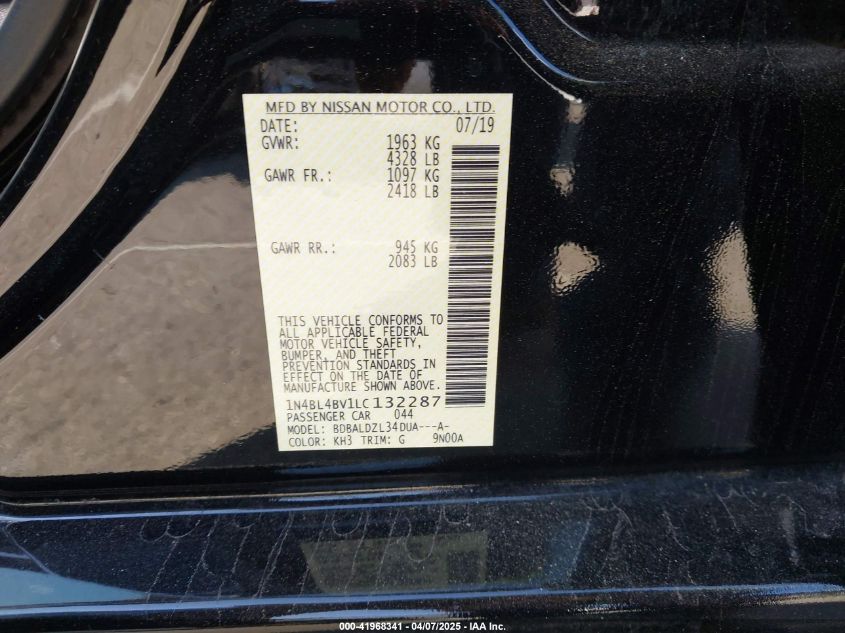 MFD BY NISSAN MOTOR CO., LTD.
DATE: 07/19
GVWR: 1963 KG
4328 LB
GAWR FR.: 1097 KG
2418 LB
GAWR RR.: 945 KG
2083 LB
THIS VEHICLE CONFORMS TO
ALL APPLICABLE FEDERAL
MOTOR VEHICLE SAFETY,
BUMPER, AND THEFT
PREVENTION STANDARDS IN
EFFECT ON THE DATE OF
MANUFACTURE SHOWN ABOVE.
1N4BL4BV1LC132287
PASSENGER CAR 044
MODEL: BDBALDZL34DUA---A-
COLOR: KH3 TRIM: G 9N00A
000-41968341 - 04/07/2025 - IAA Inc.